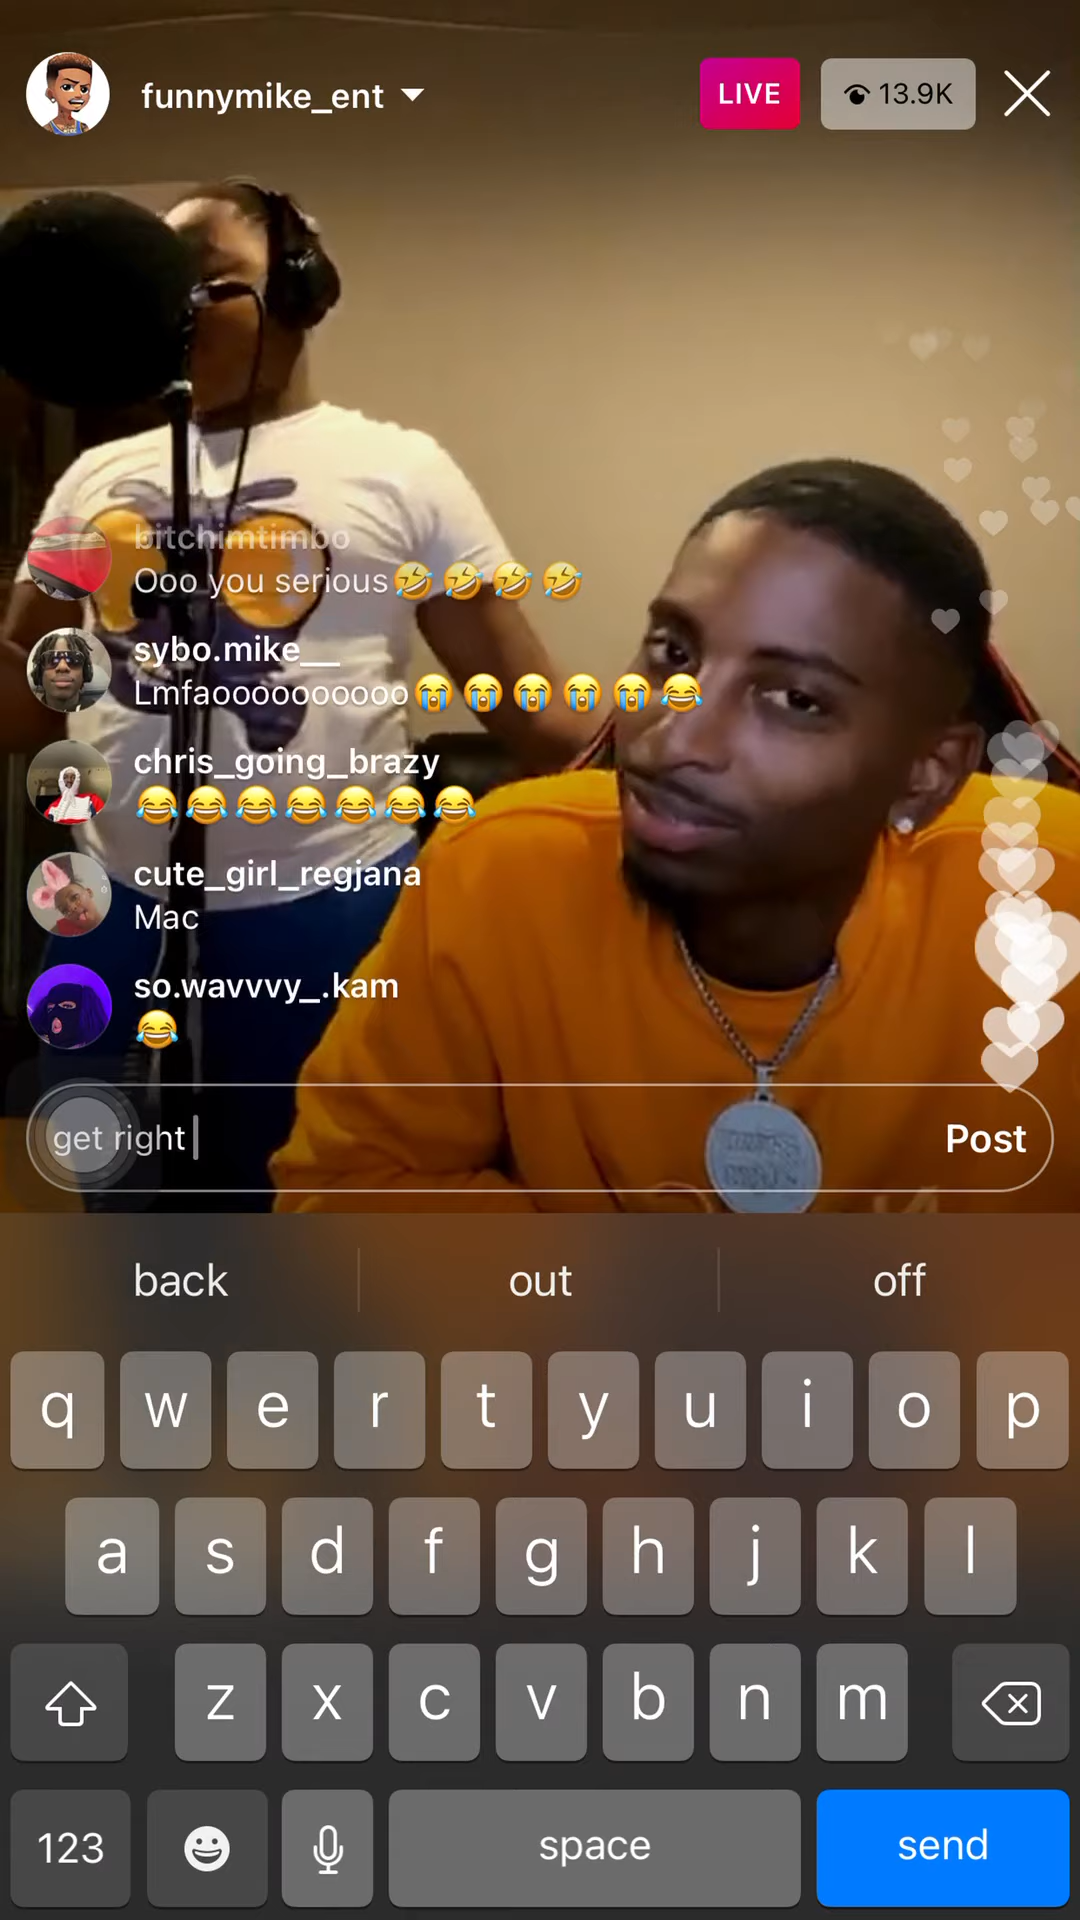 funnymike_ent
LIVE
13.9K
bitchimtimbo
Ooo you serious🤣🤣🤣🤣
sybo.mike__
Lmfaoooooooooo😭😭😭😭😭😂
chris_going_brazy
😂😂😂😂😂😂😂
cute_girl_regjana
Mac
so.wavvvy_.kam
😂
get right
Post
back out off
q w e r t y u i o p
a s d f g h j k l
z x c v b n m
123 space send